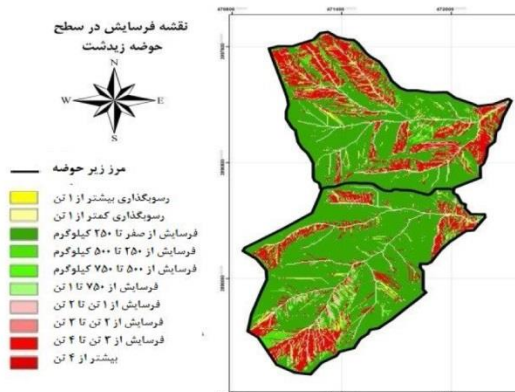 نقشه فرسایش در سطح
حوضه زیدشت
N
W
E
S
مرز زیر حوضه
رسوبگذاری بیشتر از ۱ تن
رسوبگذاری کمتر از ۱ تن
فرسایش از صفر تا ۲۵۰ کیلوگرم
فرسایش از ۲۵۰ تا ۵۰۰ کیلوگرم
فرسایش از ۵۰۰ تا ۷۵۰ کیلوگرم
فرسایش از ۷۵۰ تا ۱ تن
فرسایش از ۱ تن تا ۲ تن
فرسایش از ۲ تن تا ۳ تن
فرسایش از ۳ تن تا ۴ تن
بیشتر از ۴ تن